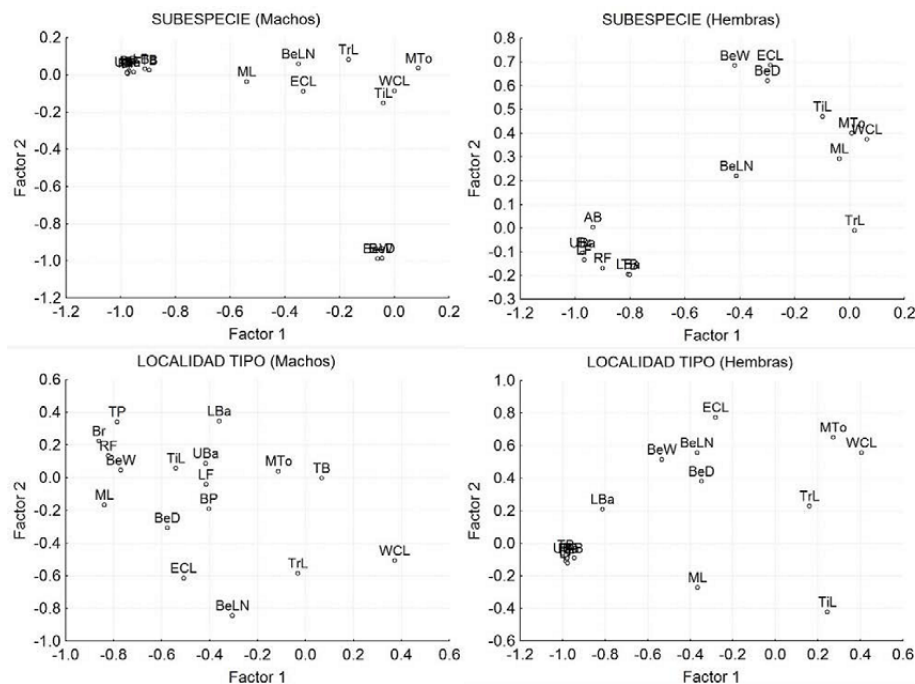 SUBESPECIE (Machos)
0.2
0.0
-0.2
-0.4
-0.6
-0.8
-1.0
-1.2
Factor 2
BeLN
TrL
MTo
ML
ECL
WCL
TiL
-1.2 -1.0 -0.8 -0.6 -0.4 -0.2 0.0 0.2
Factor 1
SUBESPECIE (Hembras)
0.8
0.7
0.6
0.5
0.4
0.3
0.2
0.1
0.0
-0.1
-0.2
-0.3
Factor 2
BeW
ECL
BeD
TiL
MTo
WCL
ML
BeLN
TrL
AB
UBa
RF
-1.2 -1.0 -0.8 -0.6 -0.4 -0.2 0.0 0.2
Factor 1
LOCALIDAD TIPO (Machos)
0.6
0.4
0.2
0.0
-0.2
-0.4
-0.6
-0.8
-1.0
Factor 2
TP
LBa
Br
RF
UBa
BeW
TiL
MTo
TB
LF
ML
BP
BeD
ECL
TrL
WCL
BeLN
-1.0 -0.8 -0.6 -0.4 -0.2 0.0 0.2 0.4 0.6
Factor 1
LOCALIDAD TIPO (Hembras)
1.0
0.8
0.6
0.4
0.2
0.0
-0.2
-0.4
-0.6
Factor 2
ECL
MTo
BeLN
WCL
BeW
BeD
LBa
TrL
ML
TiL
-1.2 -1.0 -0.8 -0.6 -0.4 -0.2 0.0 0.2 0.4 0.6
Factor 1